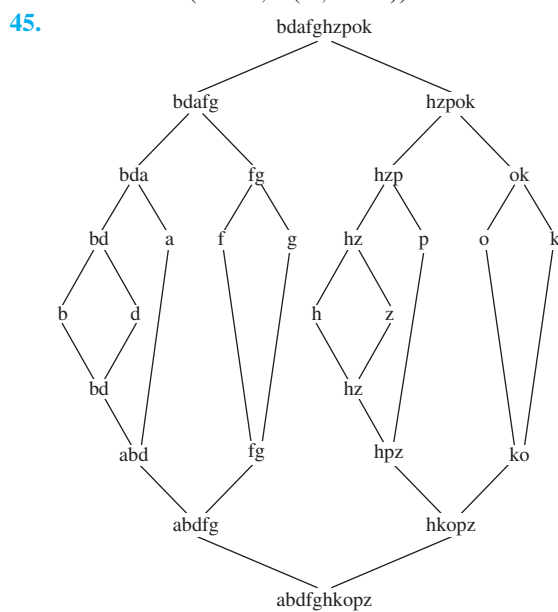 45.
bdafghzpok
bdafg hzpok
bda fg hzp ok
bd a f g hz p o k
b d h z
bd hz
abd fg hpz ko
abdfg hkopz
abdfghkopz